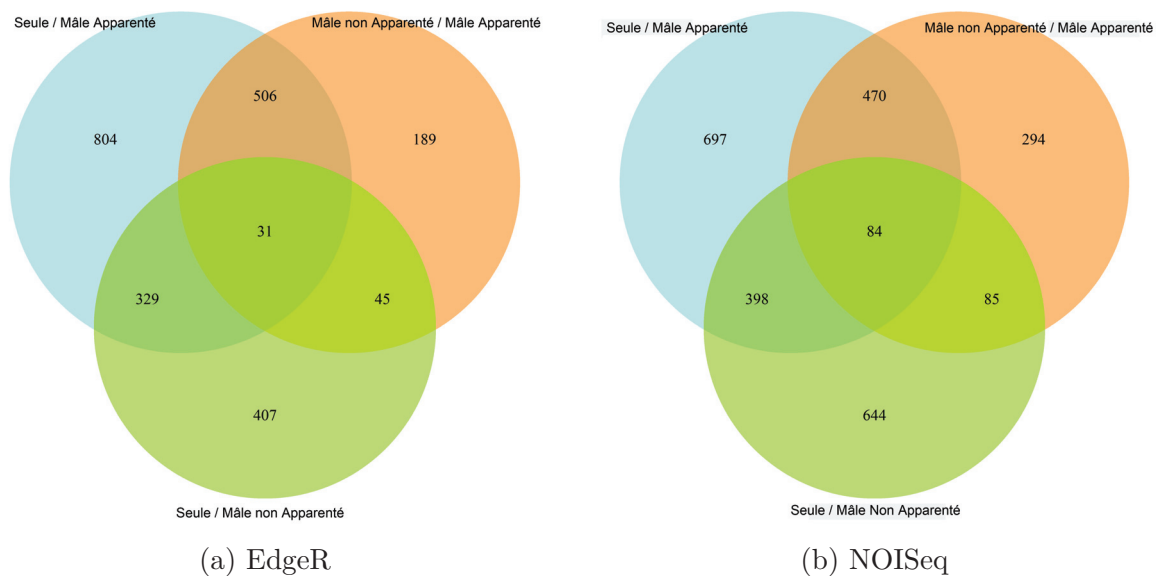 Seule / Mâle Apparenté
Mâle non Apparenté / Mâle Apparenté
506
804
189
31
329
45
407
Seule / Mâle non Apparenté
(a) EdgeR
Seule / Mâle Apparenté
Mâle non Apparenté / Mâle Apparenté
470
697
294
84
398
85
644
Seule / Mâle Non Apparenté
(b) NOISeq